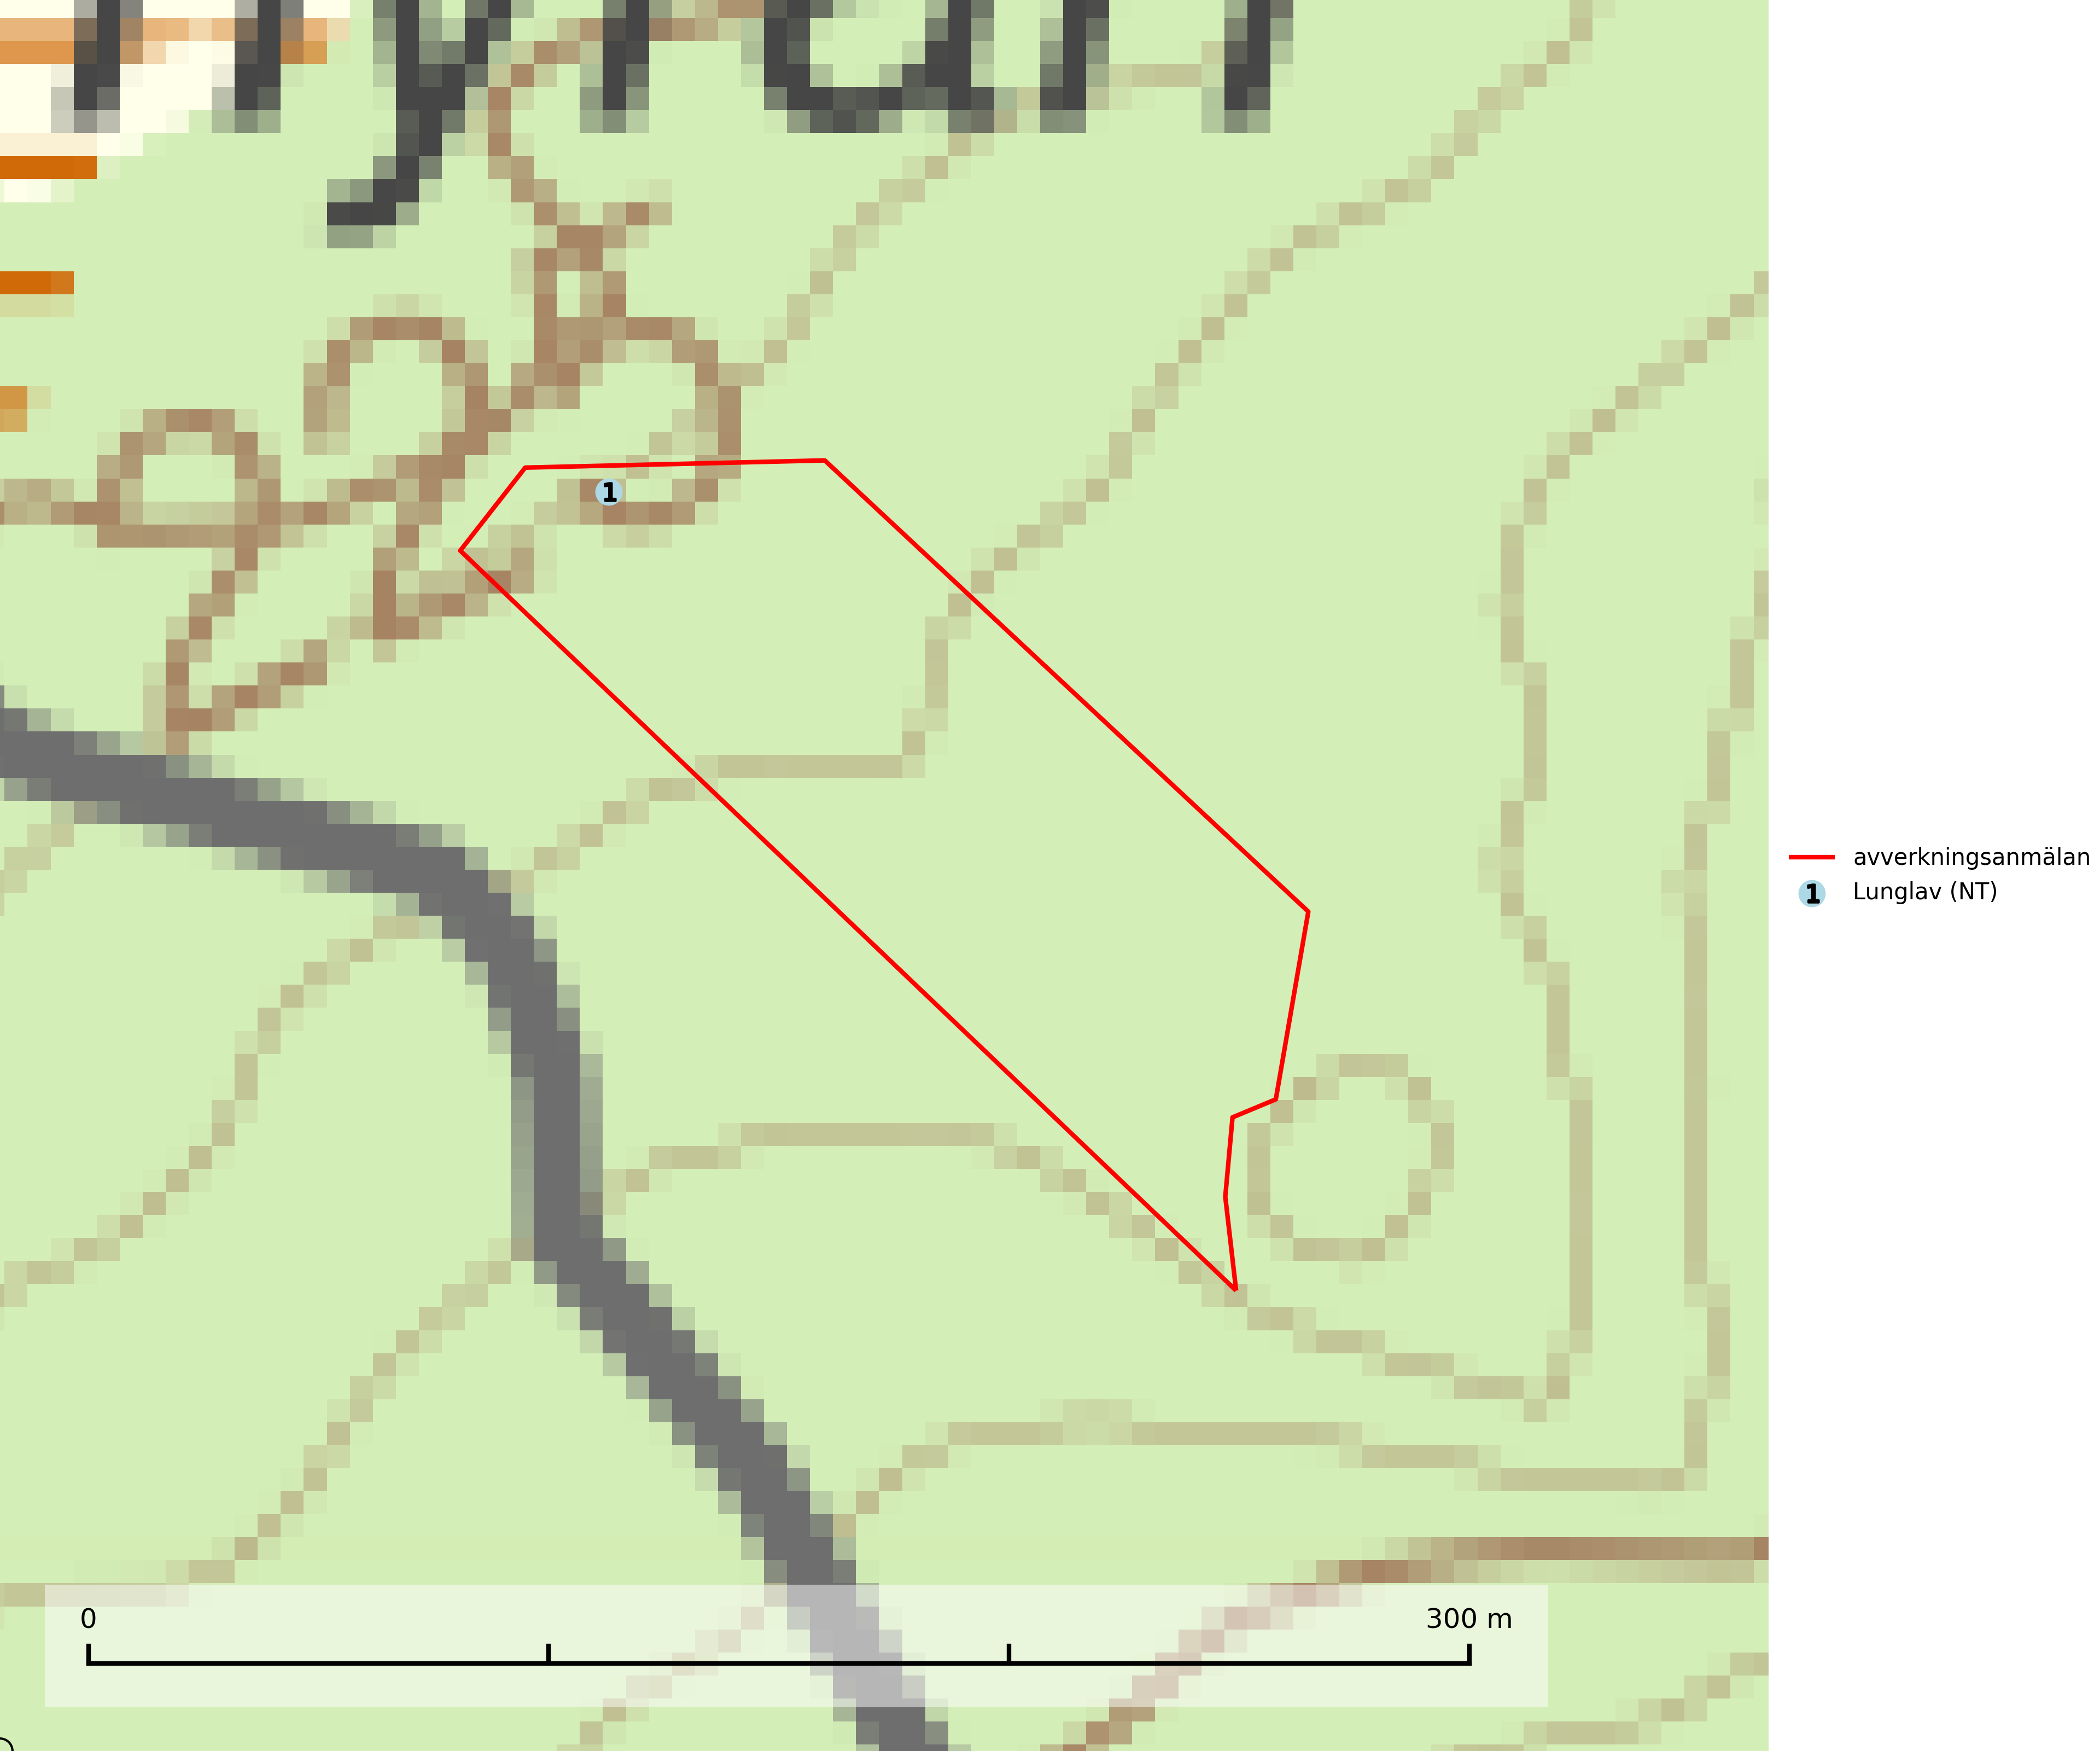 1
avverkningsanmälan
1 Lunglav (NT)
0 300 m